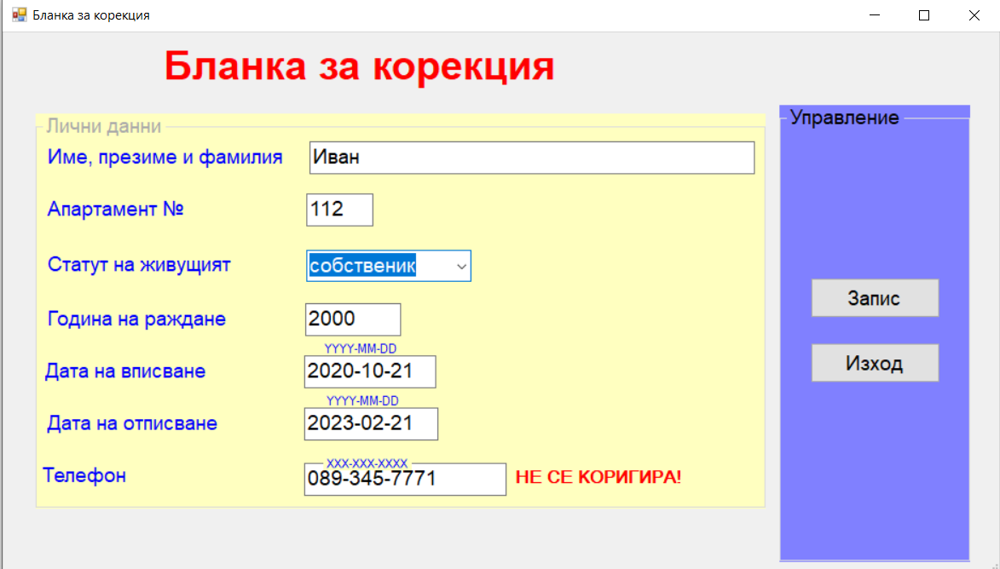 Бланка за корекция
Бланка за корекция
Лични данни
Име, презиме и фамилия Иван
Апартамент № 112
Статут на живущият собственик
Година на раждане 2000
YYYY-MM-DD
Дата на вписване 2020-10-21
YYYY-MM-DD
Дата на отписване 2023-02-21
XXX-XXX-XXXX
Телефон 089-345-7771 НЕ СЕ КОРИГИРА!
Управление
Запис
Изход